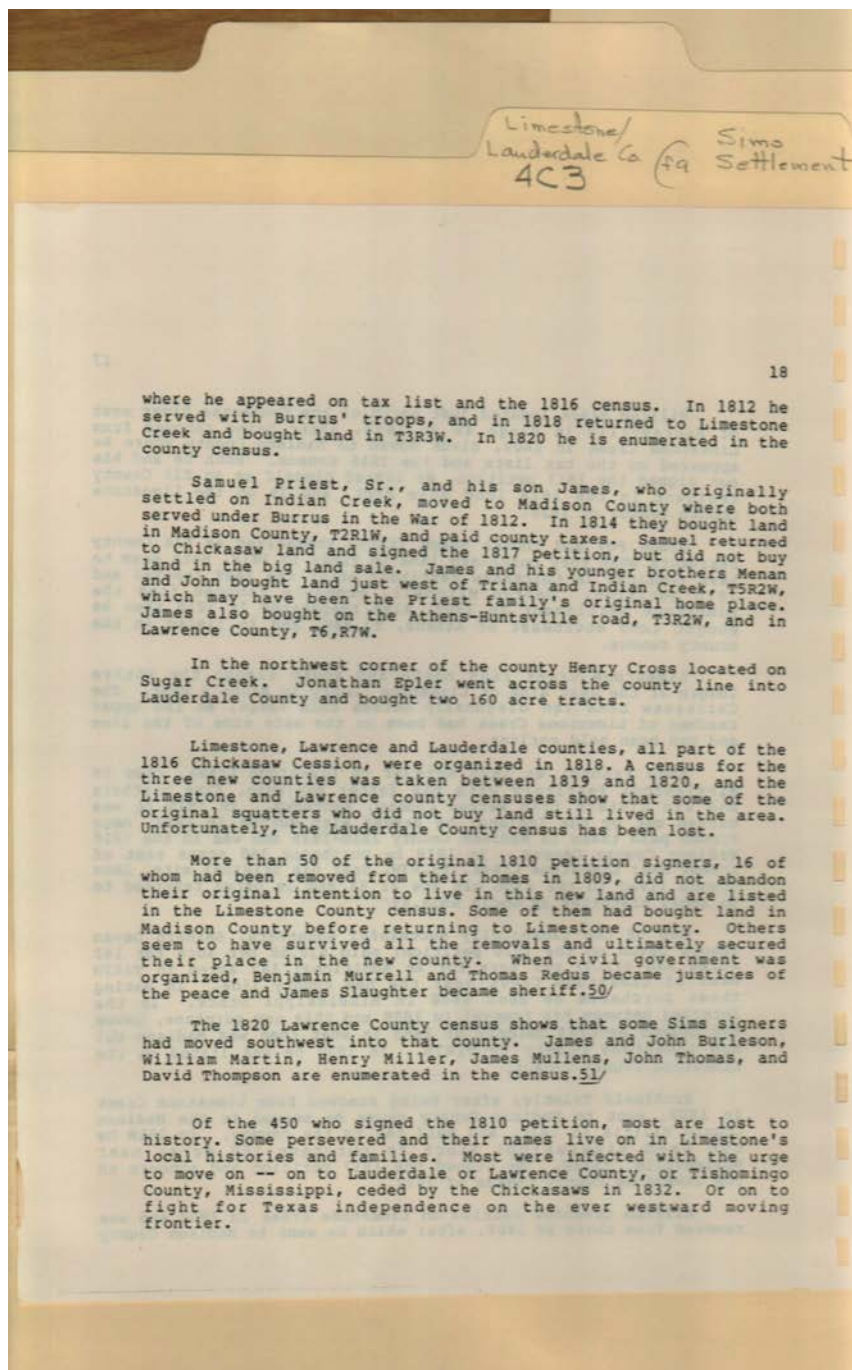 Limestone/
Lauderdale Co
4C3
Sims
Settlement
18
where he appeared on tax list and the 1816 census. In 1812 he
served with Burrus' troops, and in 1818 returned to Limestone
Creek and bought land in T3R3W. In 1820 he is enumerated in the
county census.
Samuel Priest, Sr., and his son James, who originally
settled on Indian Creek, moved to Madison County where both
served under Burrus in the War of 1812. In 1814 they bought land
in Madison County, T2R1W, and paid county taxes. Samuel returned
to Chickasaw land and signed the 1817 petition, but did not buy
land in the big land sale. James and his younger brothers Menan
and John bought land just west of Triana and Indian Creek, T5R2W,
which may have been the Priest family's original home place.
James also bought on the Athens-Huntsville road, T3R2W, and in
Lawrence County, T6,R7W.
In the northwest corner of the county Henry Cross located on
Sugar Creek. Jonathan Epler went across the county line into
Lauderdale County and bought two 160 acre tracts.
Limestone, Lawrence and Lauderdale counties, all part of the
1816 Chickasaw Cession, were organized in 1818. A census for the
three new counties was taken between 1819 and 1820, and the
Limestone and Lawrence county censuses show that some of the
original squatters who did not buy land still lived in the area.
Unfortunately, the Lauderdale County census has been lost.
More than 50 of the original 1810 petition signers, 16 of
whom had been removed from their homes in 1809, did not abandon
their original intention to live in this new land and are listed
in the Limestone County census. Some of them had bought land in
Madison County before returning to Limestone County. Others
seem to have survived all the removals and ultimately secured
their place in the new county. When civil government was
organized, Benjamin Murrell and Thomas Redus became justices of
the peace and James Slaughter became sheriff.50/
The 1820 Lawrence County census shows that some Sims signers
had moved southwest into that county. James and John Burleson,
William Martin, Henry Miller, James Mullens, John Thomas, and
David Thompson are enumerated in the census.51/
Of the 450 who signed the 1810 petition, most are lost to
history. Some persevered and their names live on in Limestone's
local histories and families. Most were infected with the urge
to move on -- on to Lauderdale or Lawrence County, or Tishomingo
County, Mississippi, ceded by the Chickasaws in 1832. Or on to
fight for Texas independence on the ever westward moving
frontier.